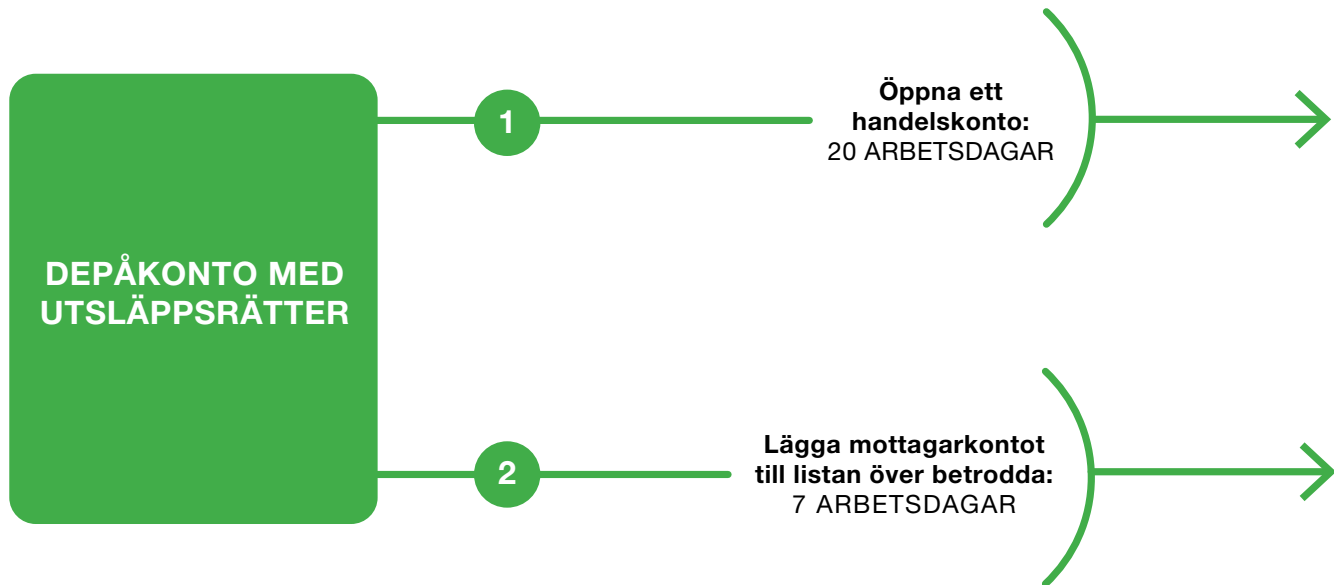 DEPÅKONTO MED
UTSLÄPPSRÄTTER
1
Öppna ett
handelskonto:
20 ARBETSDAGAR
2
Lägga mottagarkontot
till listan över betrodda:
7 ARBETSDAGAR